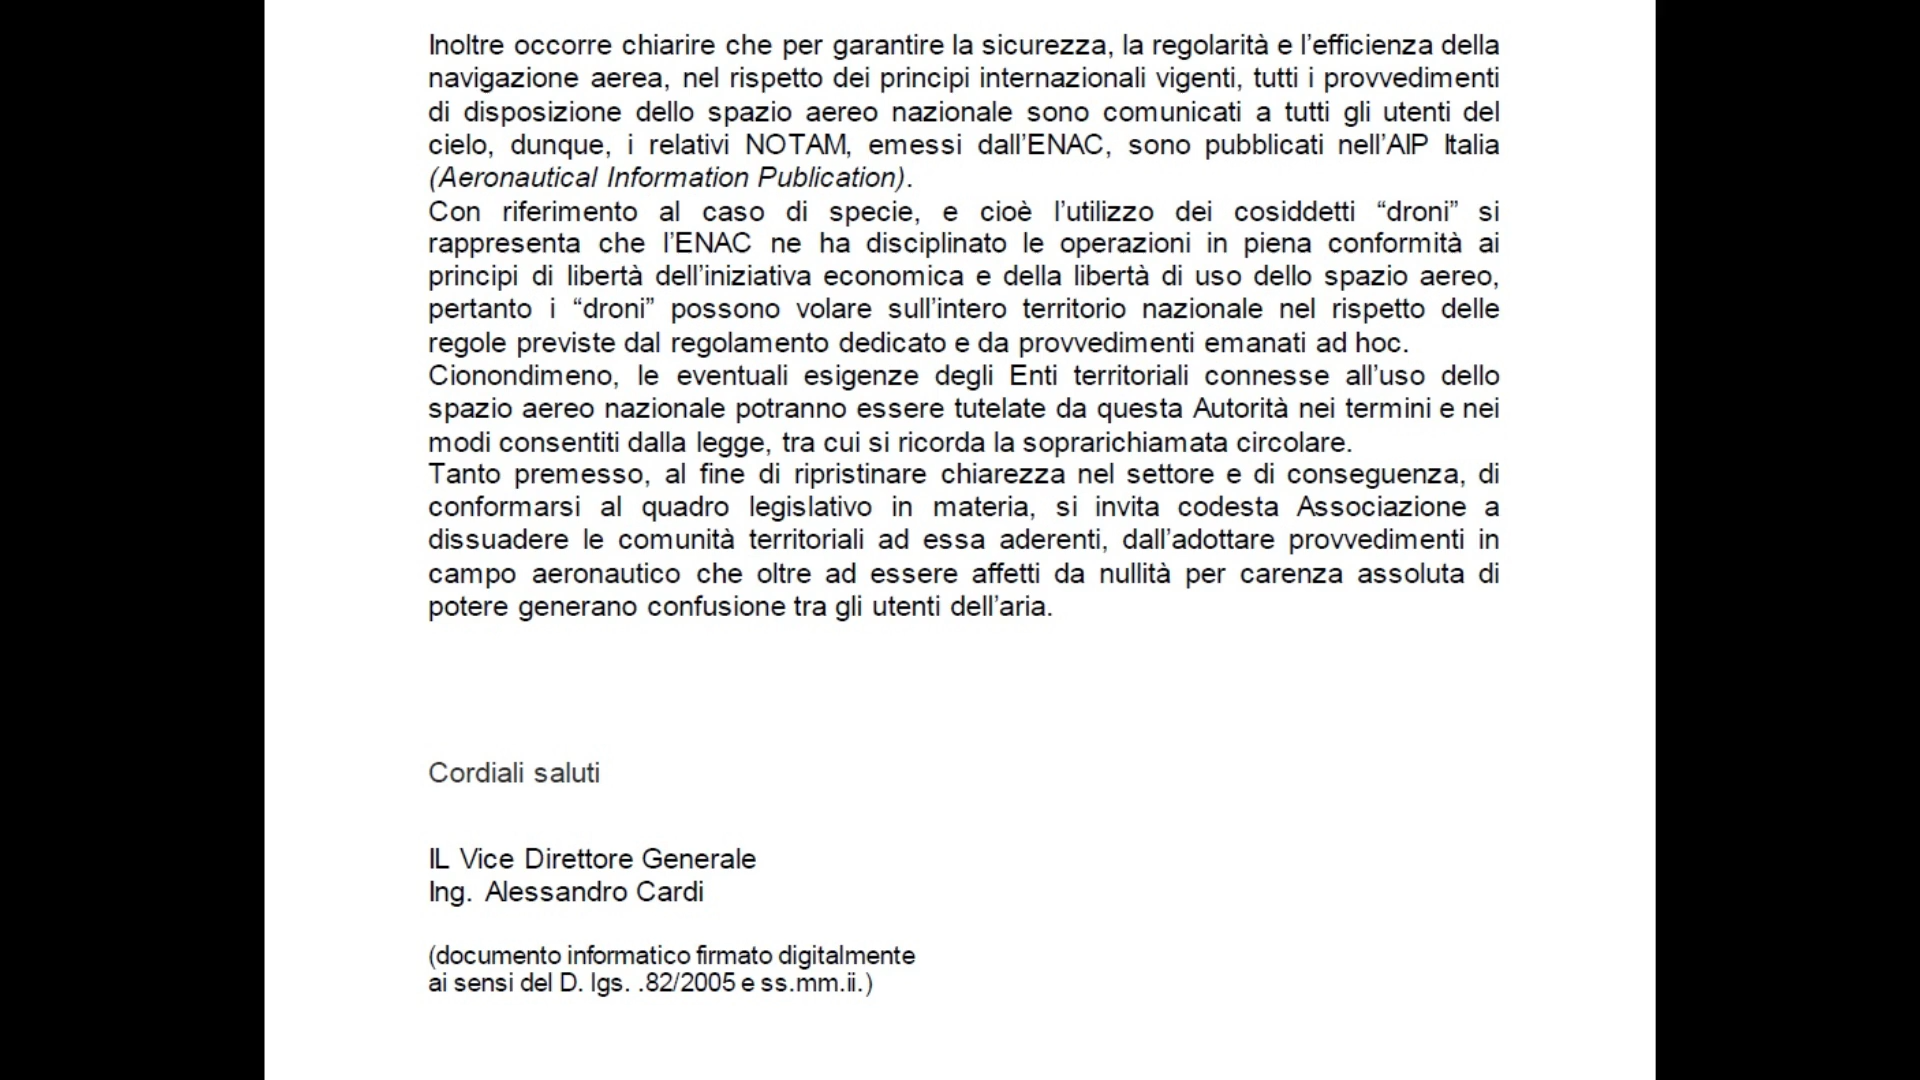 Inoltre occorre chiarire che per garantire la sicurezza, la regolarità e l’efficienza della
navigazione aerea, nel rispetto dei principi internazionali vigenti, tutti i provvedimenti
di disposizione dello spazio aereo nazionale sono comunicati a tutti gli utenti del
cielo, dunque, i relativi NOTAM, emessi dall’ENAC, sono pubblicati nell’AIP Italia
(Aeronautical Information Publication).
Con riferimento al caso di specie, e cioè l’utilizzo dei cosiddetti “droni” si
rappresenta che l’ENAC ne ha disciplinato le operazioni in piena conformità ai
principi di libertà dell’iniziativa economica e della libertà di uso dello spazio aereo,
pertanto i “droni” possono volare sull’intero territorio nazionale nel rispetto delle
regole previste dal regolamento dedicato e da provvedimenti emanati ad hoc.
Cionondimeno, le eventuali esigenze degli Enti territoriali connesse all’uso dello
spazio aereo nazionale potranno essere tutelate da questa Autorità nei termini e nei
modi consentiti dalla legge, tra cui si ricorda la soprarichiamata circolare.
Tanto premesso, al fine di ripristinare chiarezza nel settore e di conseguenza, di
conformarsi al quadro legislativo in materia, si invita codesta Associazione a
dissuadere le comunità territoriali ad essa aderenti, dall’adottare provvedimenti in
campo aeronautico che oltre ad essere affetti da nullità per carenza assoluta di
potere generano confusione tra gli utenti dell’aria.
Cordiali saluti
IL Vice Direttore Generale
Ing. Alessandro Cardi
(documento informatico firmato digitalmente
ai sensi del D. lgs. .82/2005 e ss.mm.ii.)